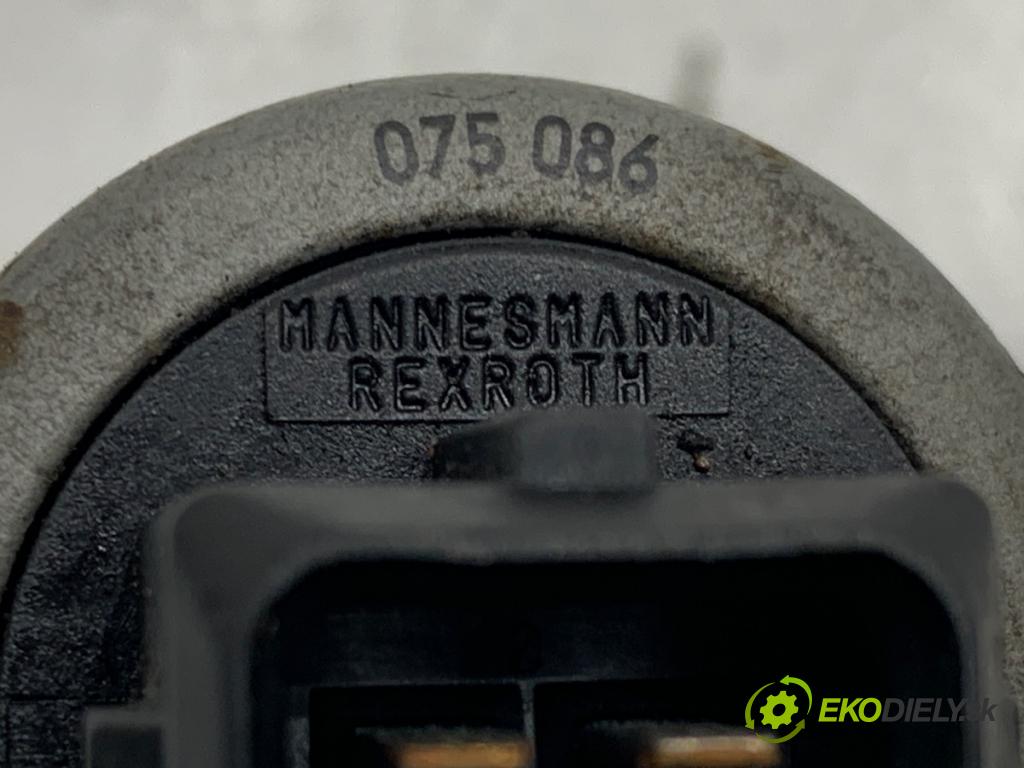 075 086
MANNESMANN
REXROTH
EKODIELY.sk